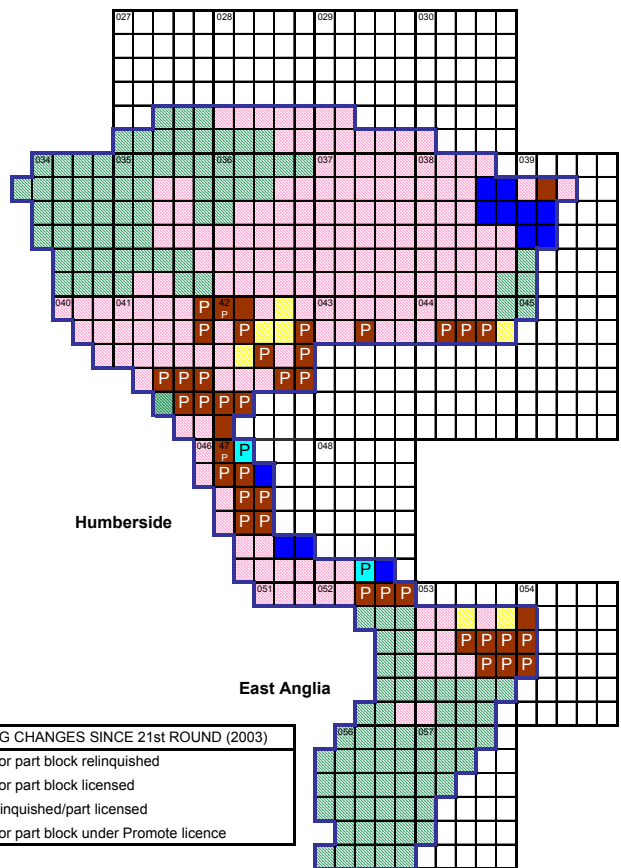 027 028 029 030
034 035 036 037 038 039
040 041 P 42 043 044 045
P
P P P P P P P
P P
P P P P P
P P P P
046 47 P 048
P
P P
P P
P P
Humberside
P
051 052 P P P 053 054
P P P P
P P P
East Anglia
056 057
G CHANGES SINCE 21st ROUND (2003)
or part block relinquished
or part block licensed
inquished/part licensed
or part block under Promote licence